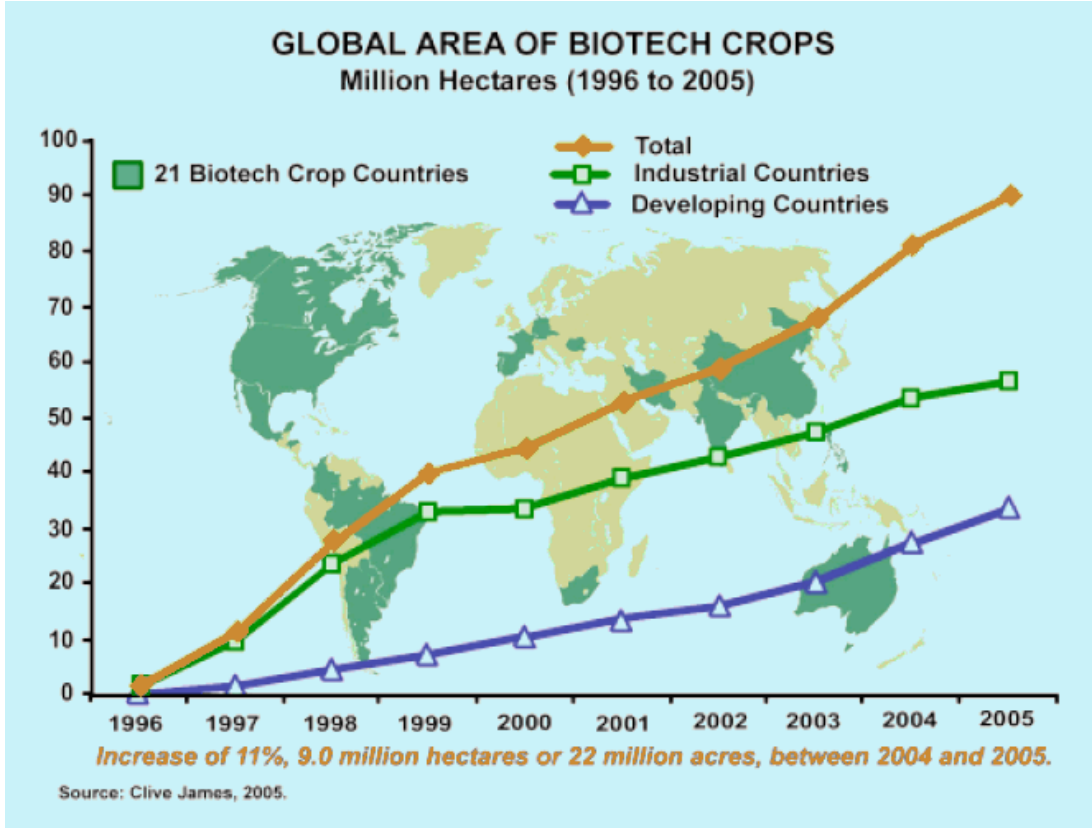 GLOBAL AREA OF BIOTECH CROPS
Million Hectares (1996 to 2005)
100
90
80
70
60
50
40
30
20
10
0
21 Biotech Crop Countries
Total
Industrial Countries
Developing Countries
1996 1997 1998 1999 2000 2001 2002 2003 2004 2005
Increase of 11%, 9.0 million hectares or 22 million acres, between 2004 and 2005.
Source: Clive James, 2005.